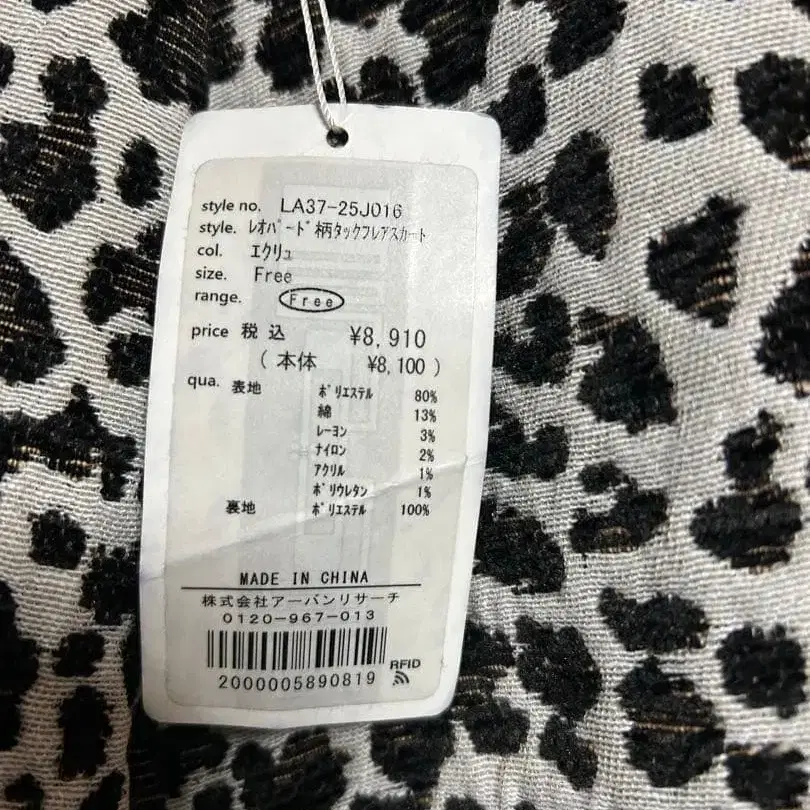 style no. LA37-25J016
style. ﾚｵﾊﾟｰﾄﾞ柄ﾀｯｸﾌﾚｱｽｶｰﾄ
col. エクリュ
size. Free
range. Free
price 税込 ¥8,910
(本体 ¥8,100)
qua. 表地 ﾎﾟﾘｴｽﾃﾙ 80%
綿 13%
ﾚｰﾖﾝ 3%
ﾅｲﾛﾝ 2%
ｱｸﾘﾙ 1%
ﾎﾟﾘｳﾚﾀﾝ 1%
裏地 ﾎﾟﾘｴｽﾃﾙ 100%
MADE IN CHINA
株式会社アーバンリサーチ
0120-967-013
RFID
2000005890819